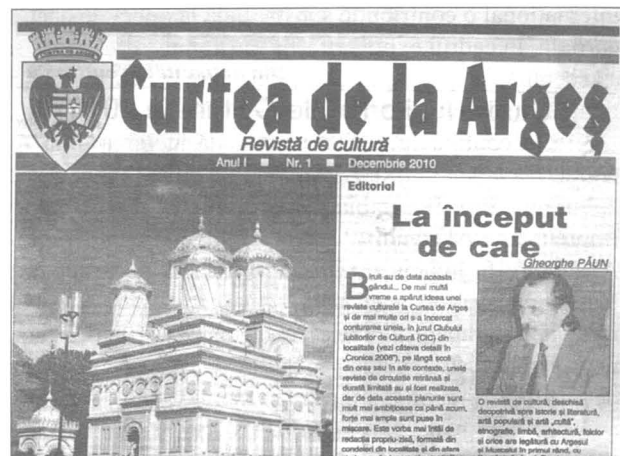 Curtea de la Argeş
Revistă de cultură
Anul I ■ Nr. 1 ■ Decembrie 2010
Editorial
La început
de cale
Gheorghe PĂUN
Biruit-au de data aceasta
gândul... De mai multă
vreme a apărut ideea unei
reviste culturale la Curtea de Argeş
şi de mai multe ori s-a încercat
conturarea uneia, în jurul Clubului
Iubitorilor de Cultură (CIC) din
localitate (vezi câteva detalii în
„Cronica 2008”), pe lângă şcoli
din oraş sau în alte contexte, unele
reviste de circulaţie retrânsă şi
durată limitată au şi fost realizate,
dar de data aceasta planurile sunt
mult mai ambiţioase ca până acum,
forţe mai ample sunt puse în
mişcare. Este vorba mai întâi de
redacţia propriu-zisă, formată din
condeieri din localitate şi din afara
O revistă de cultură, deschisă
deopotrivă spre istorie şi literatură,
artă populară şi artă „cultă”,
etnografie, limbă, arhitectură, folclor
şi orice are legătură cu Argeşul
şi Muscelul în primul rând, cu